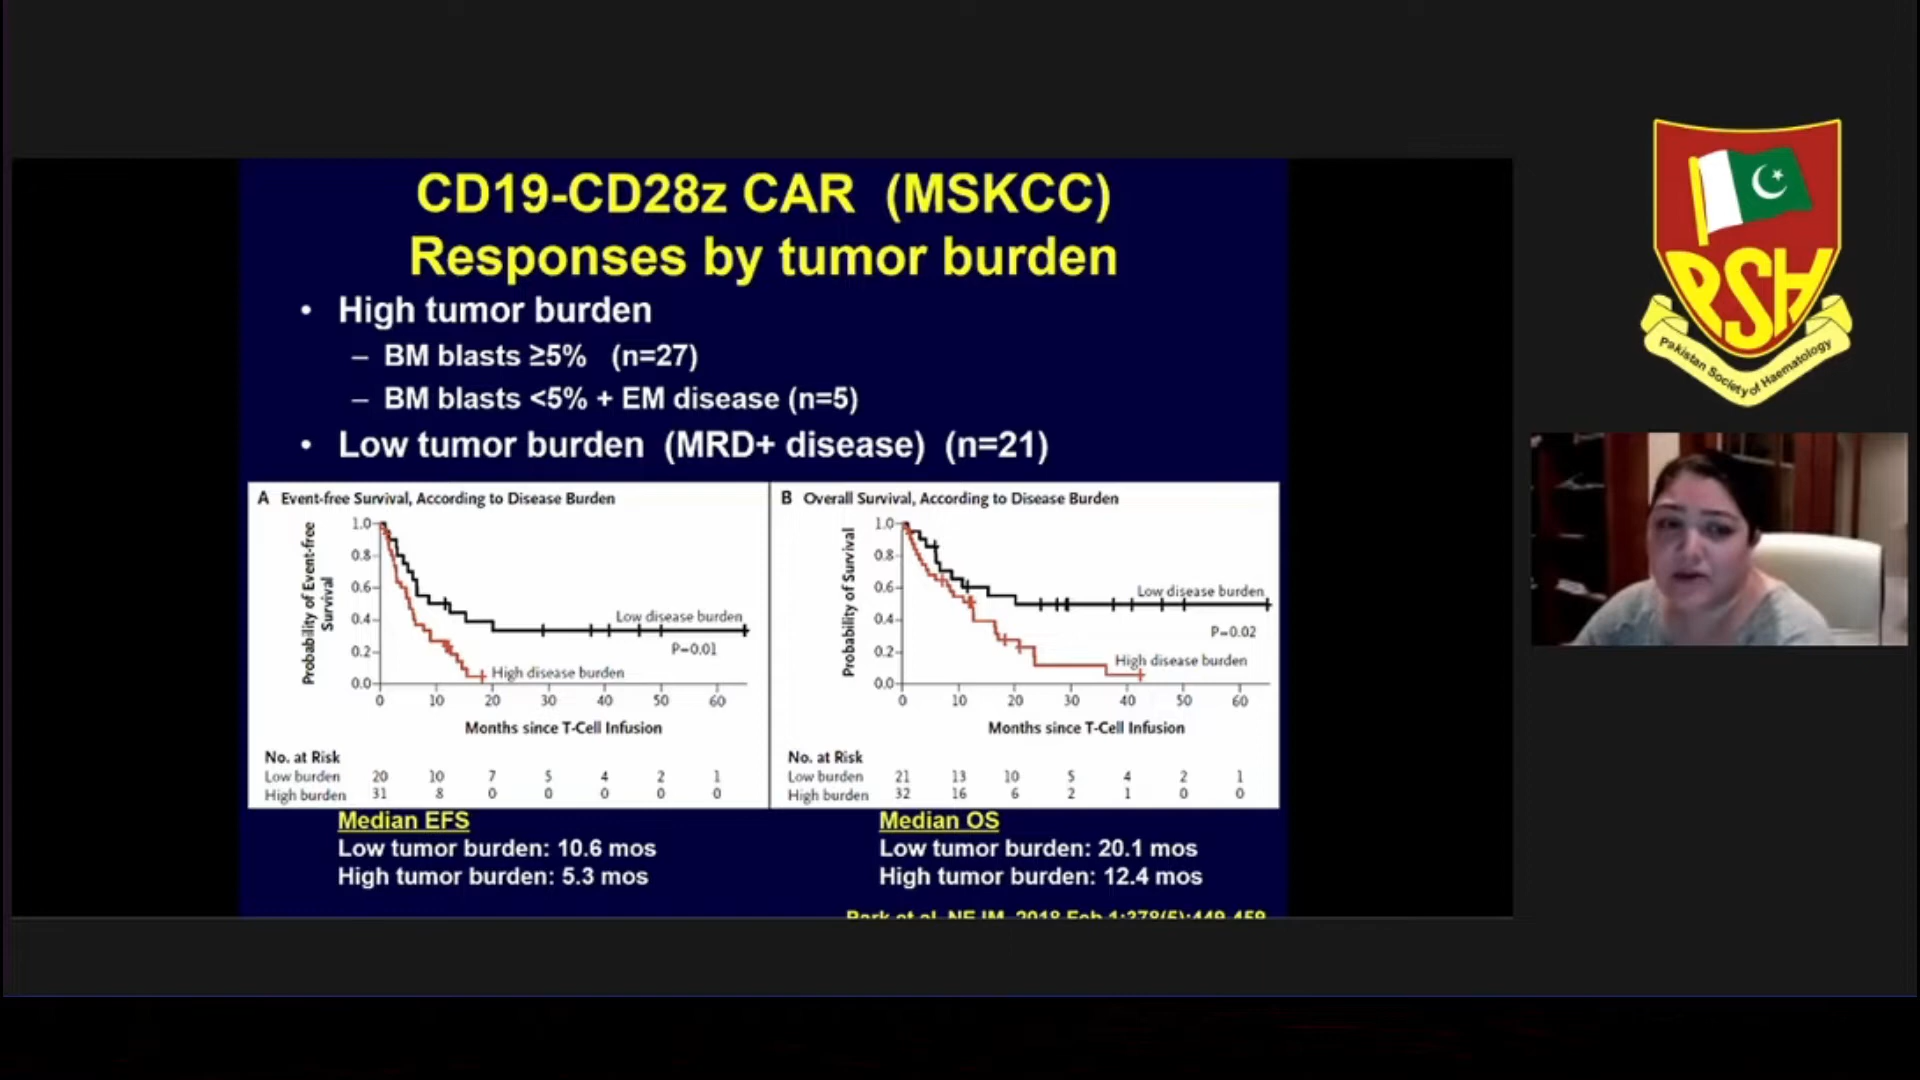 CD19-CD28z CAR (MSKCC)
Responses by tumor burden
• High tumor burden
– BM blasts ≥5% (n=27)
– BM blasts <5% + EM disease (n=5)
• Low tumor burden (MRD+ disease) (n=21)
A Event-free Survival, According to Disease Burden
Probability of Event-free
Survival
1.0
0.8
0.6
0.4
0.2
0.0
Low disease burden
P=0.01
High disease burden
0 10 20 30 40 50 60
Months since T-Cell Infusion
No. at Risk
Low burden 20 10 7 5 4 2 1
High burden 31 8 0 0 0 0 0
B Overall Survival, According to Disease Burden
Probability of Survival
1.0
0.8
0.6
0.4
0.2
0.0
Low disease burden
P=0.02
High disease burden
0 10 20 30 40 50 60
Months since T-Cell Infusion
No. at Risk
Low burden 21 13 10 5 4 2 1
High burden 32 16 6 2 1 0 0
Median EFS
Low tumor burden: 10.6 mos
High tumor burden: 5.3 mos
Median OS
Low tumor burden: 20.1 mos
High tumor burden: 12.4 mos
Park et al. NEJM. 2018 Feb 1;378(5):449-459
PSH
Pakistan Society of Haematology